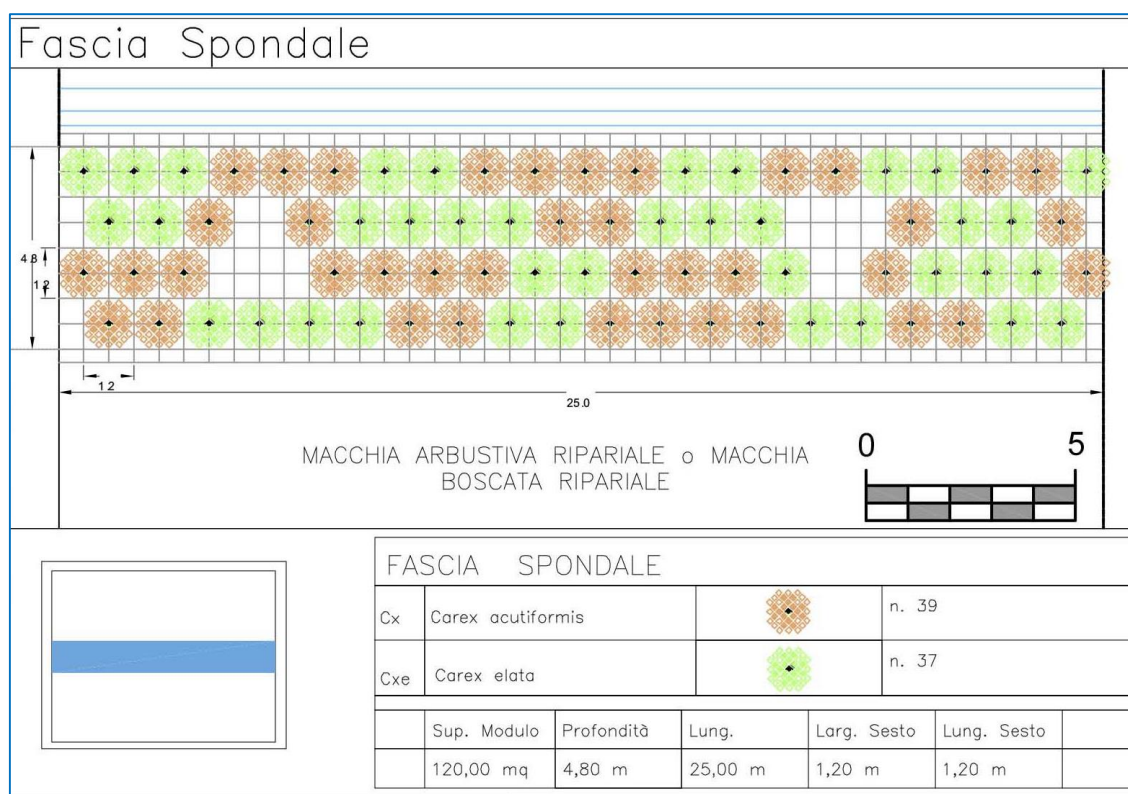 Fascia Spondale
4.8
1.2
1.2
25.0
MACCHIA ARBUSTIVA RIPARIALE o MACCHIA
BOSCATA RIPARIALE
0 5
FASCIA SPONDALE
Cx Carex acutiformis n. 39
Cxe Carex elata n. 37
Sup. Modulo Profondità Lung. Larg. Sesto Lung. Sesto
120,00 mq 4,80 m 25,00 m 1,20 m 1,20 m